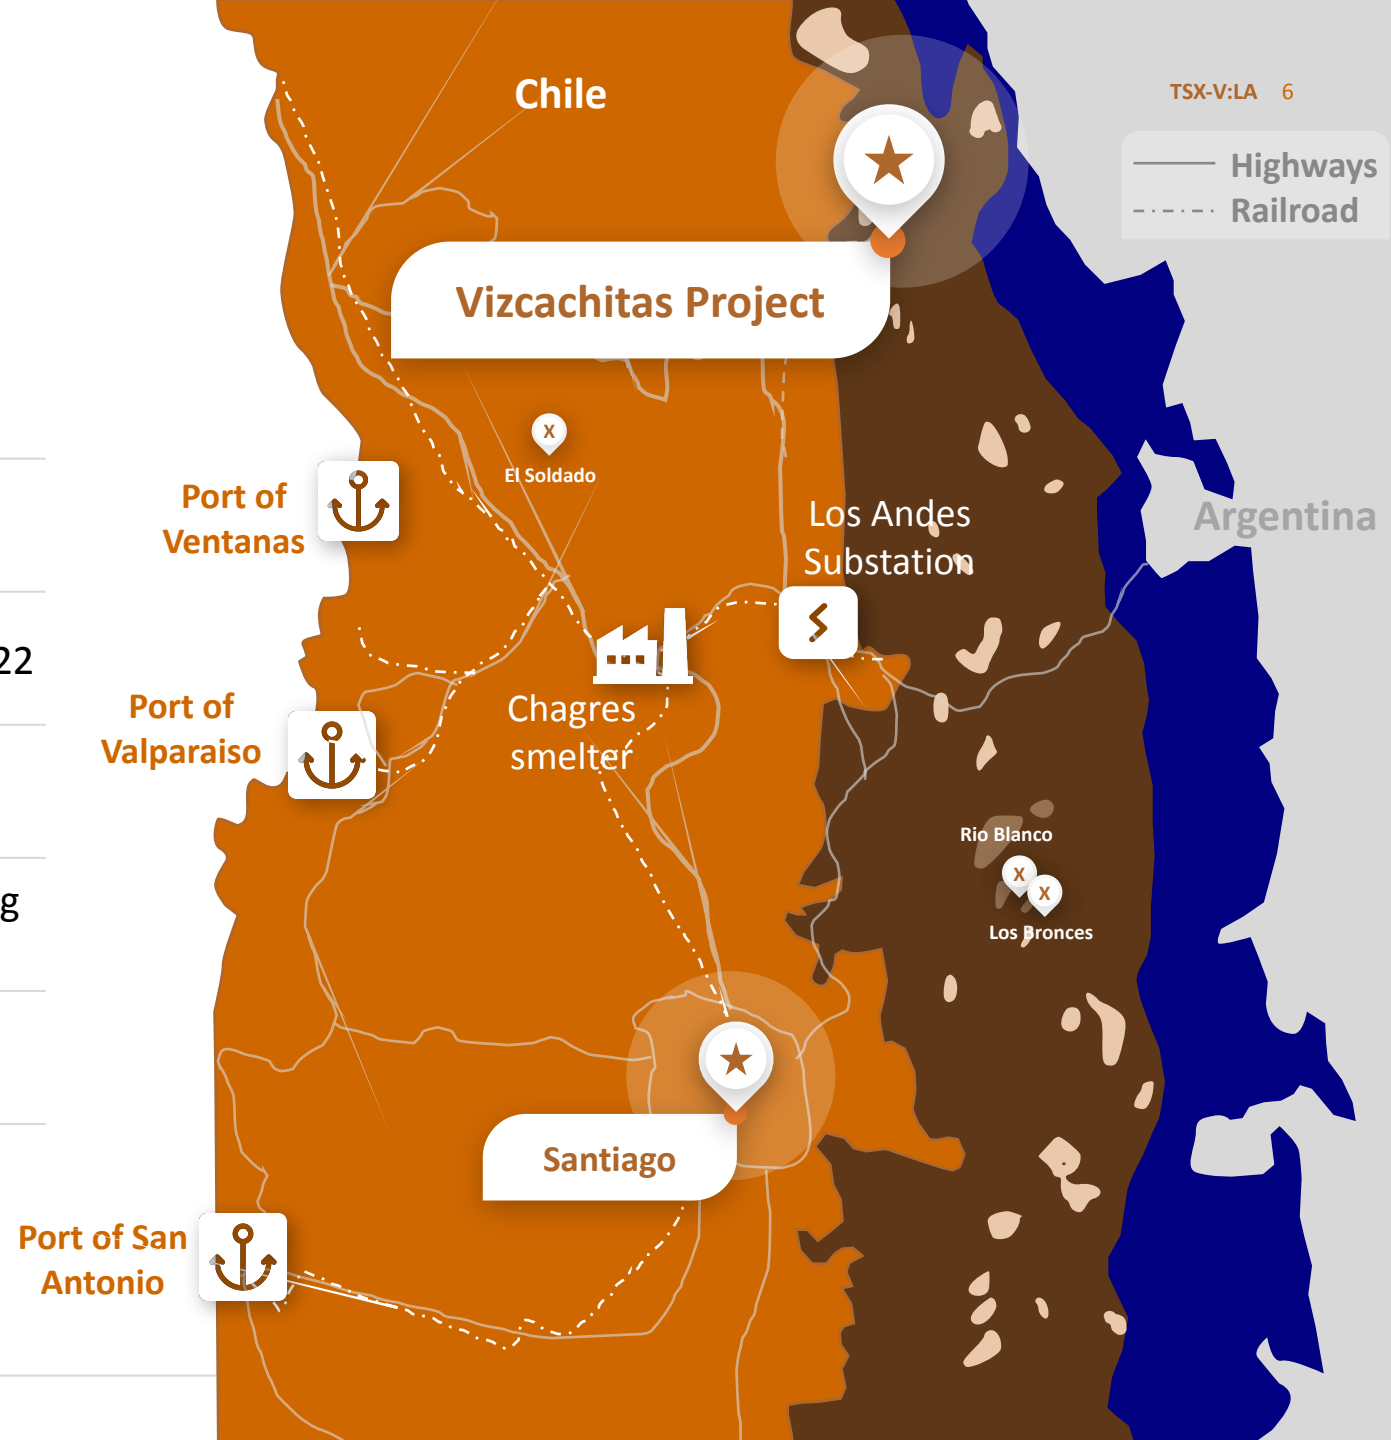 Chile
TSX-V:LA 6
Highways
Railroad
Vizcachitas Project
X
El Soldado
Port of
Ventanas
Los Andes
Substation
Argentina
22
Port of
Valparaiso
Chagres
smelter
Rio Blanco
X
X
g
Los Bronces
Santiago
Port of San
Antonio